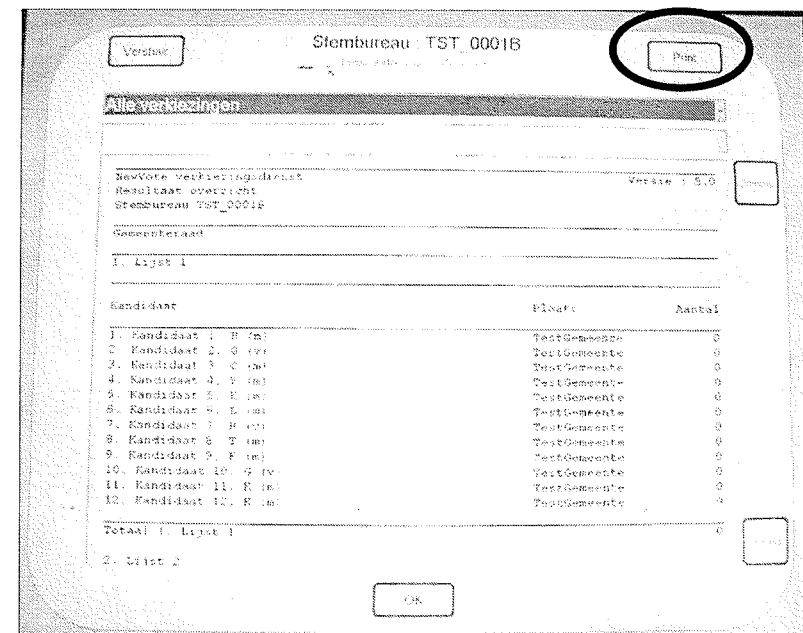 Verstuur
Stembureau TST_0001B
Print
Alle verkiezingen
NewVote verkiezingsdienst Versie : 5.0
Resultaat overzicht
Stembureau TST_0001B
Gemeenteraad
1. Lijst 1
Kandidaat Plaats Aantal
1. Kandidaat 1. (m) TestGemeente 0
2. Kandidaat 2. G (v) TestGemeente 0
3. Kandidaat 3. (m) TestGemeente 0
4. Kandidaat 4. (m) TestGemeente 0
5. Kandidaat 5. (m) TestGemeente 0
6. Kandidaat 6. L (m) TestGemeente 0
7. Kandidaat 7. (v) TestGemeente 0
8. Kandidaat 8. T (m) TestGemeente 0
9. Kandidaat 9. F (m) TestGemeente 0
10. Kandidaat 10. G (v) TestGemeente 0
11. Kandidaat 11. (m) TestGemeente 0
12. Kandidaat 12. (m) TestGemeente 0
Totaal 1. Lijst 1 0
2. Lijst 2
OK